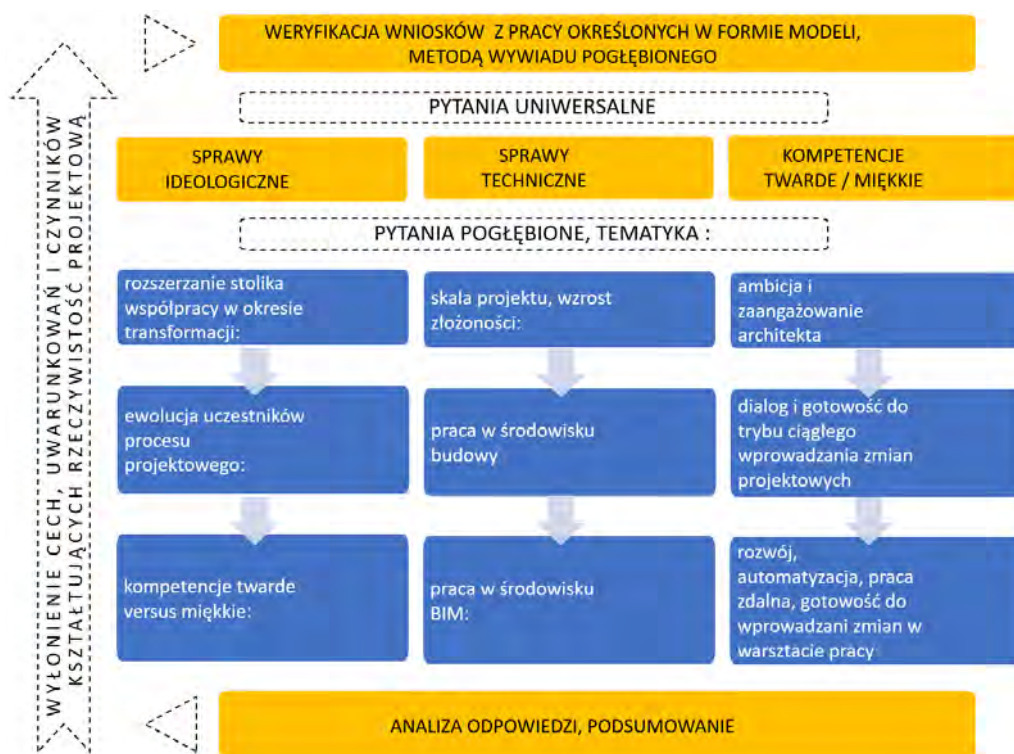 WERYFIKACJA WNIOSKÓW Z PRACY OKREŚLONYCH W FORMIE MODELI,
METODĄ WYWIADU POGŁĘBIONEGO
PYTANIA UNIWERSALNE
SPRAWY
IDEOLOGICZNE
SPRAWY
TECHNICZNE
KOMPETENCJE
TWARDE / MIĘKKIE
PYTANIA POGŁĘBIONE, TEMATYKA :
rozszerzanie stolika
współpracy w okresie
transformacji:
skala projektu, wzrost
złożoności:
ambicja i
zaangażowanie
architekta
ewolucja uczestników
procesu
projektowego:
praca w środowisku
budowy
dialog i gotowość do
trybu ciągłego
wprowadzania zmian
projektowych
kompetencje twarde
versus miękkie:
praca w środowisku
BIM:
rozwój,
automatyzacja, praca
zdalna, gotowość do
wprowadzani zmian w
warsztacie pracy
ANALIZA ODPOWIEDZI, PODSUMOWANIE
WYŁONIENIE CECH, UWARUNKOWAŃ I CZYNNIKÓW
KSZTAŁTUJĄCYCH RZECZYWISTOŚĆ PROJEKTOWĄ